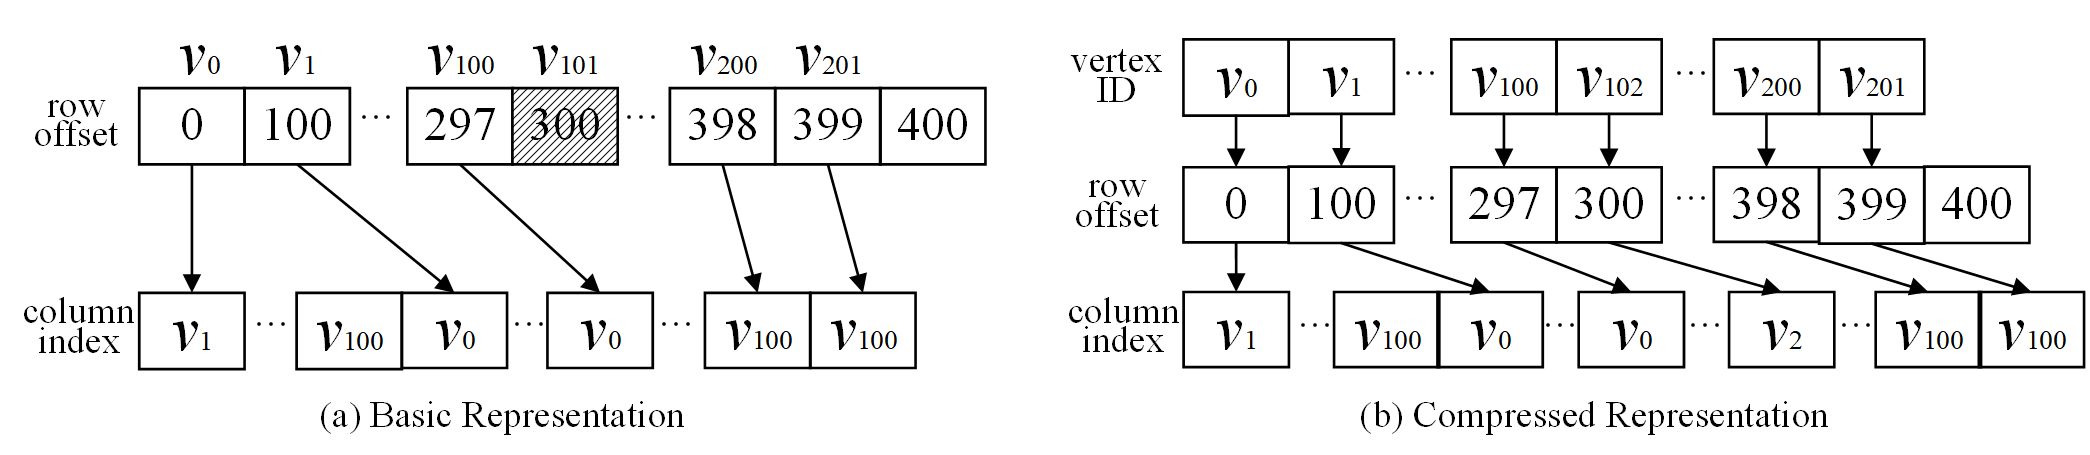 v0 v1 v100 v101 v200 v201
row offset 0 100 ... 297 300 ... 398 399 400
column index v1 ... v100 v0 ... v0 ... v100 v100
(a) Basic Representation
vertex ID v0 v1 ... v100 v102 ... v200 v201
row offset 0 100 ... 297 300 ... 398 399 400
column index v1 ... v100 v0 ... v0 ... v2 ... v100 v100
(b) Compressed Representation